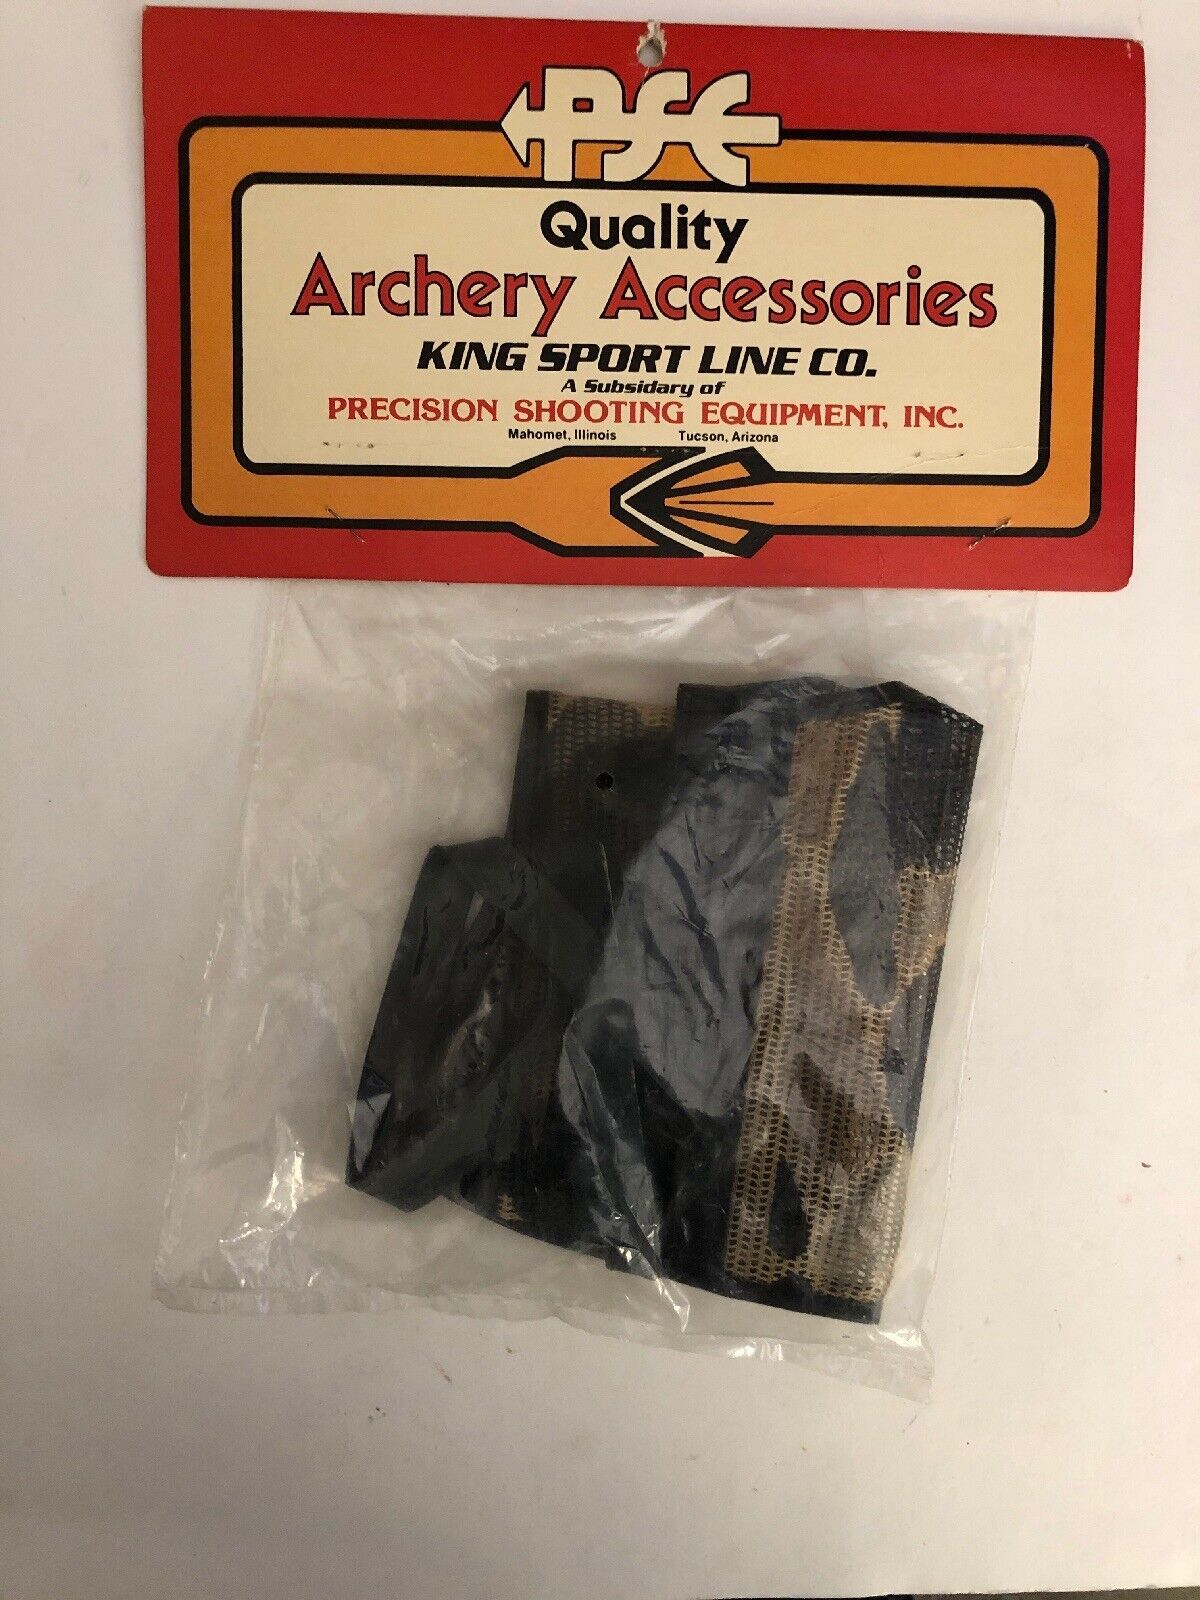 PSE
Quality
Archery Accessories
KING SPORT LINE CO.
A Subsidary of
PRECISION SHOOTING EQUIPMENT, INC.
Mahomet, Illinois Tucson, Arizona